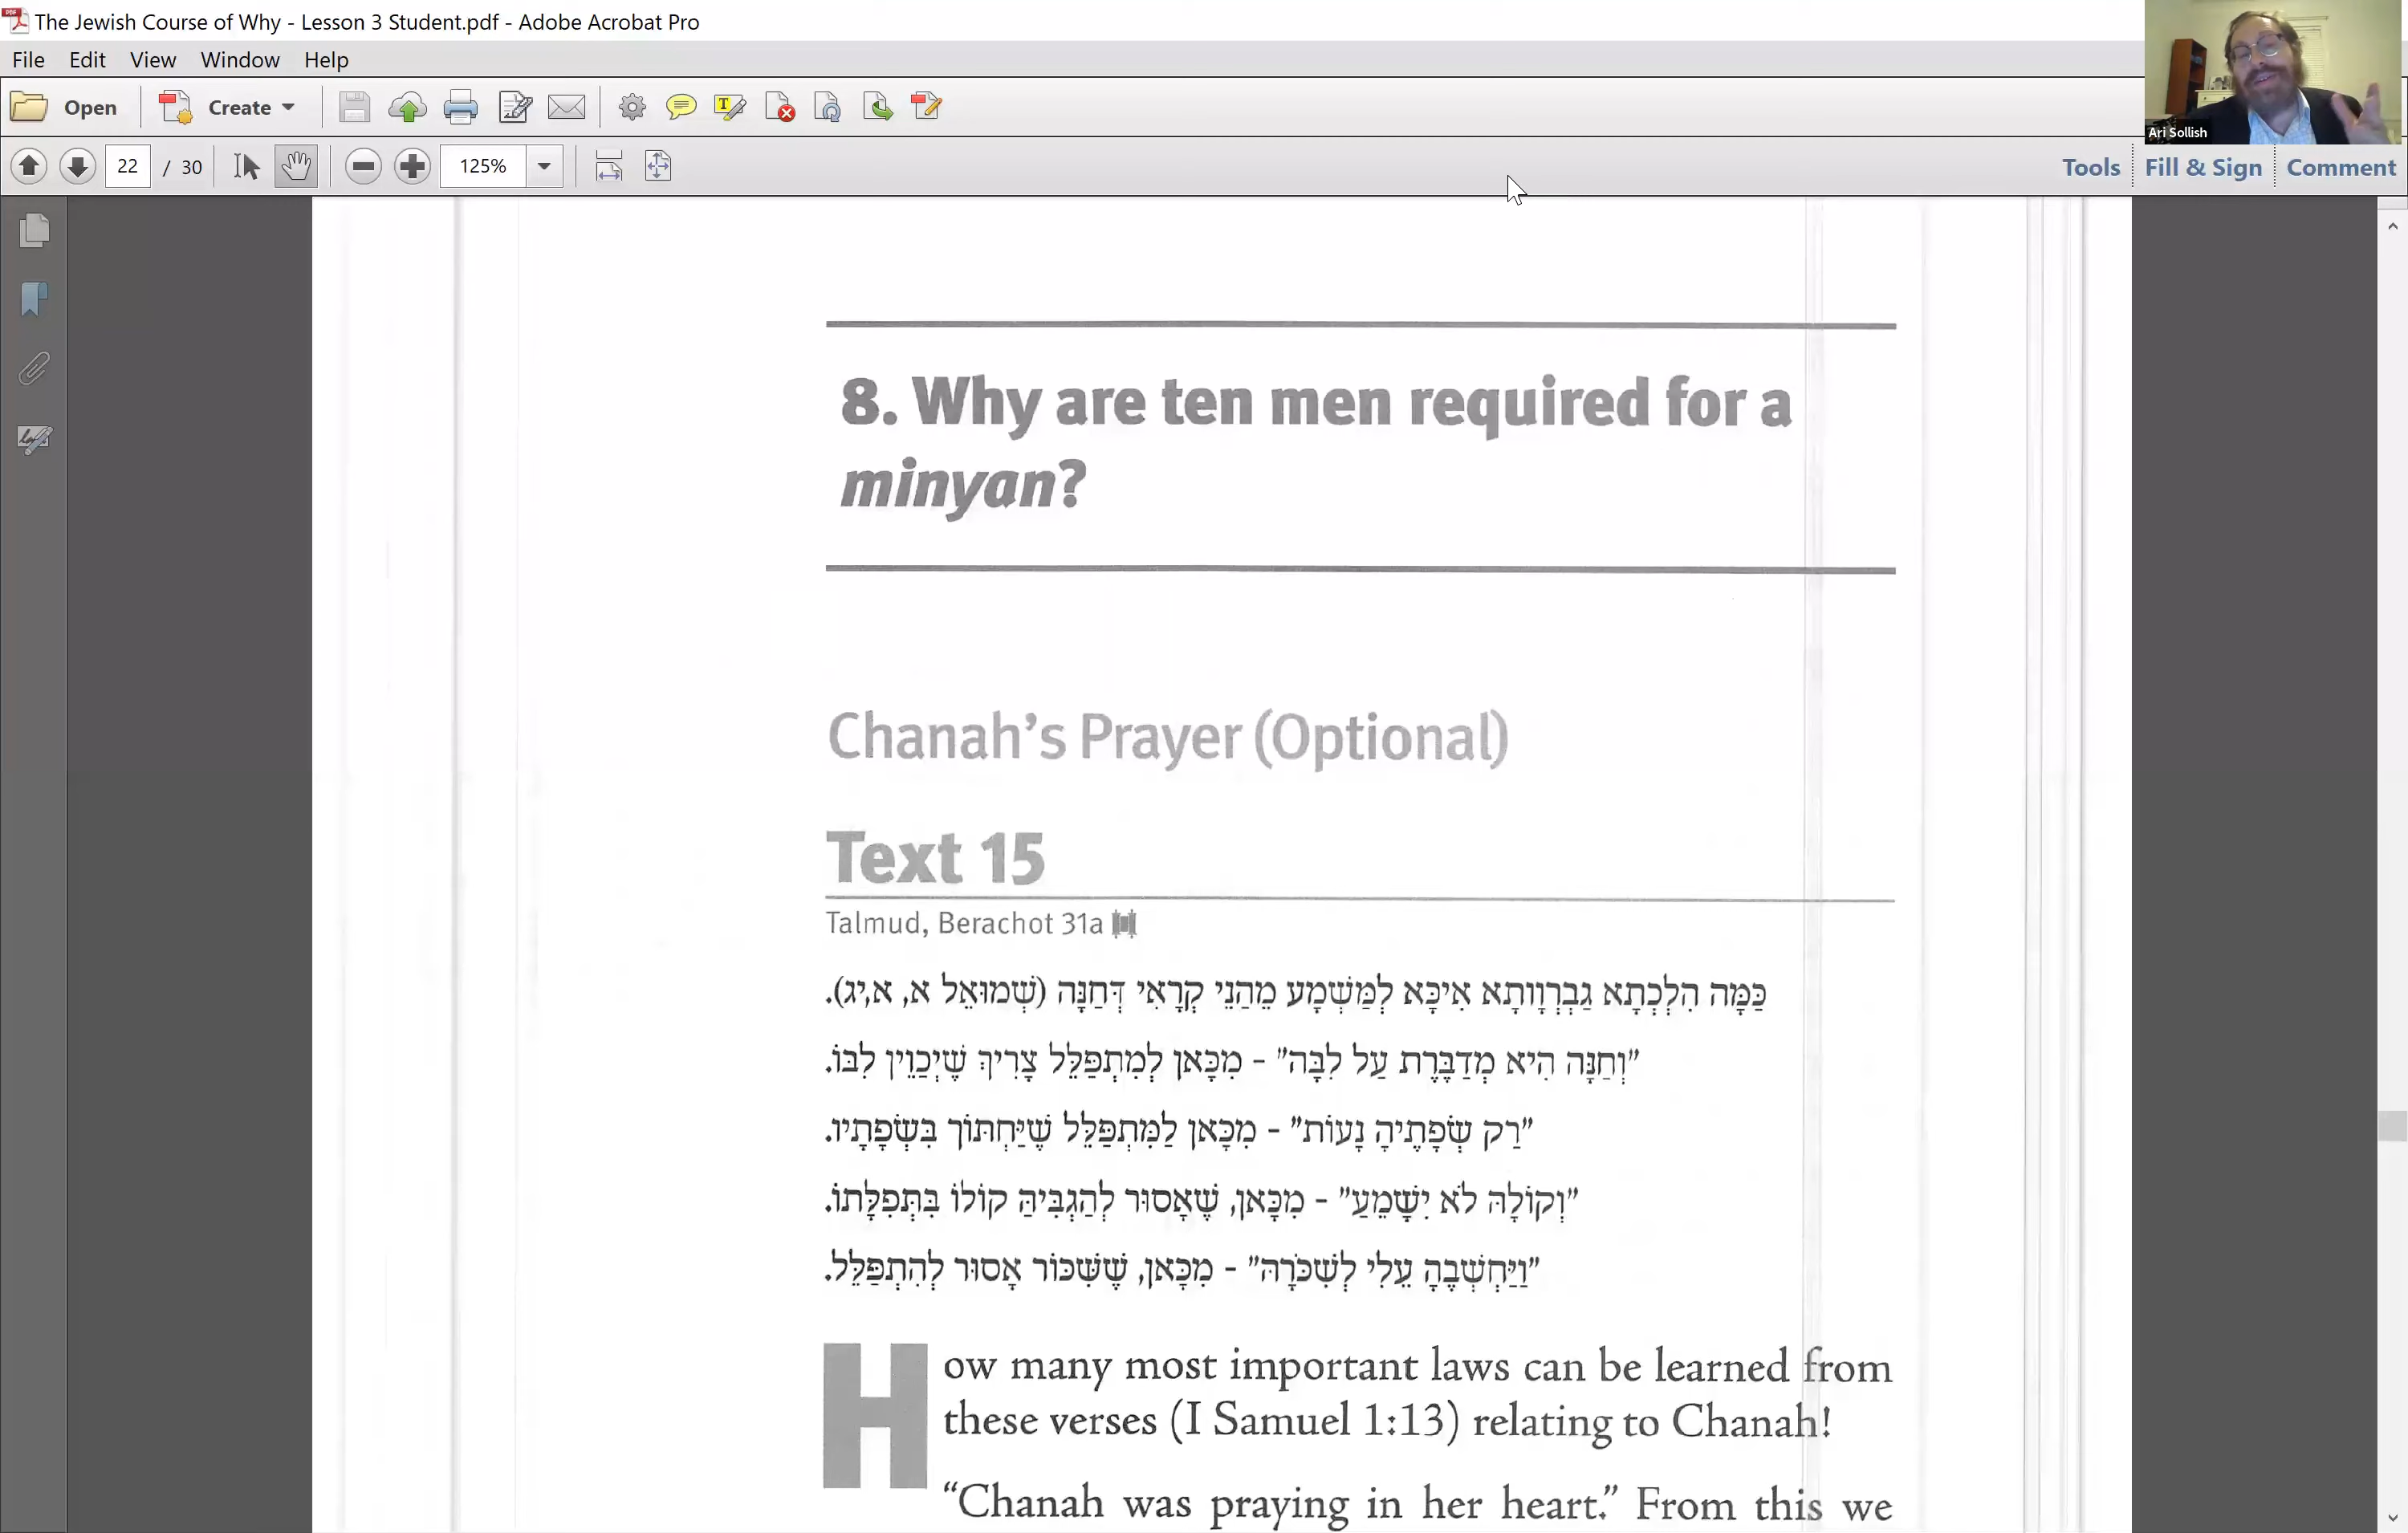 The Jewish Course of Why - Lesson 3 Student.pdf - Adobe Acrobat Pro
File Edit View Window Help
Open Create
22 / 30 125%
Tools Fill & Sign Comment
Ari Sollish
8. Why are ten men required for a
minyan?
Chanah’s Prayer (Optional)
Text 15
Talmud, Berachot 31a
כַּמָּה הִלְכְתָא גַבְרְוָותָא אִיכָּא לְמַשְׁמָע מֵהַנֵי קְרָאֵי דְּחַנָּה (שְׁמוּאֵל א, א,יג).
"וְחַנָּה הִיא מְדַבֶּרֶת עַל לִבָּה" - מִכָּאן לְמִתְפַּלֵּל צָרִיךְ שֶׁיְכַוֵּין לִבּוֹ.
"רַק שְׂפָתֶיהָ נָעוֹת" - מִכָּאן לַמִּתְפַּלֵּל שֶׁיַּחְתּוֹךְ בִּשְׂפָתָיו.
"וְקוֹלָהּ לֹא יִשָּׁמֵעַ" - מִכָּאן, שֶׁאָסוּר לְהַגְבִּיהַּ קוֹלוֹ בִּתְפִלָּתוֹ.
"וַיַּחְשְׁבֶהָ עֵלִי לְשִׁכֹּרָה" - מִכָּאן, שֶׁשִּׁכּוֹר אָסוּר לְהִתְפַּלֵּל.
How many most important laws can be learned from
these verses (I Samuel 1:13) relating to Chanah!
“Chanah was praying in her heart.” From this we